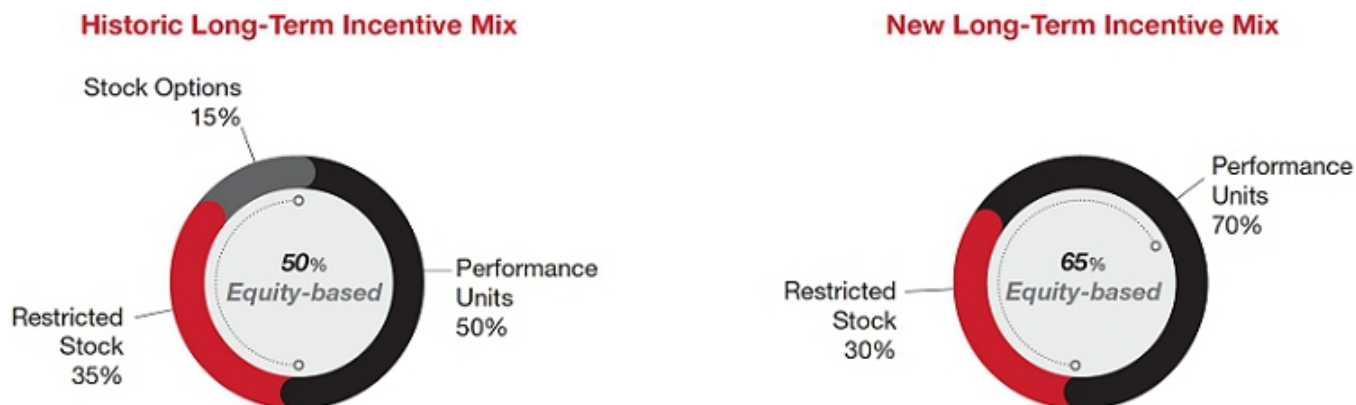 Historic Long-Term Incentive Mix
Stock Options
15%
50%
Equity-based
Performance
Units
50%
Restricted
Stock
35%
New Long-Term Incentive Mix
Performance
Units
70%
65%
Equity-based
Restricted
Stock
30%